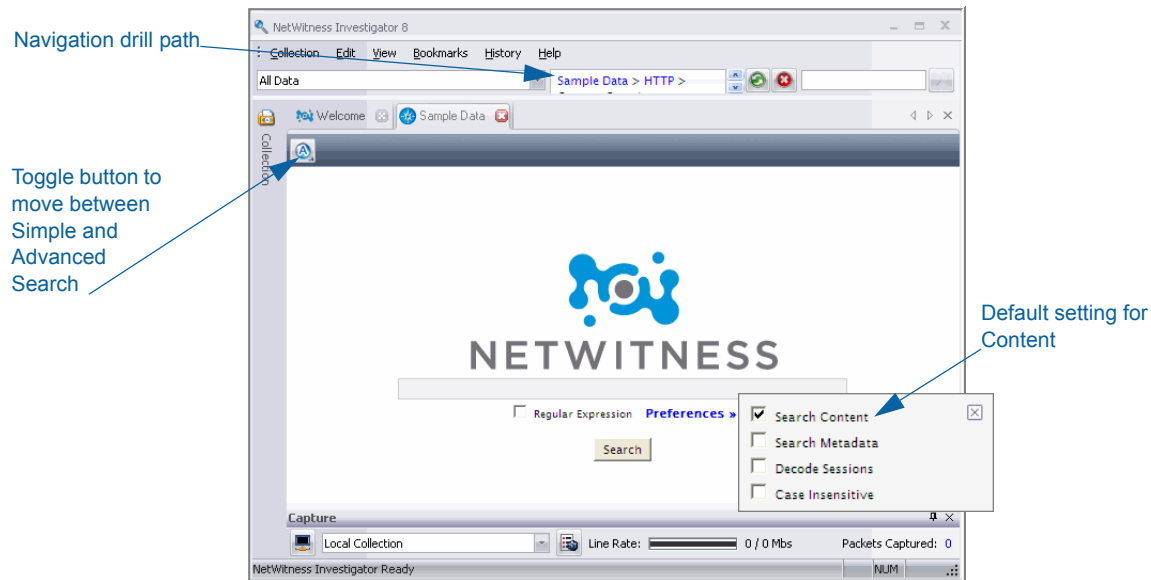 NetWitness Investigator 8
Navigation drill path
Collection Edit View Bookmarks History Help
All Data
Sample Data > HTTP >
Welcome
Sample Data
Collection
A
Toggle button to
move between
Simple and
Advanced
Search
NETWITNESS
Default setting for
Content
Regular Expression Preferences »
Search
Search Content
Search Metadata
Decode Sessions
Case Insensitive
Capture
Local Collection
Line Rate:
0 / 0 Mbs
Packets Captured: 0
NetWitness Investigator Ready
NUM